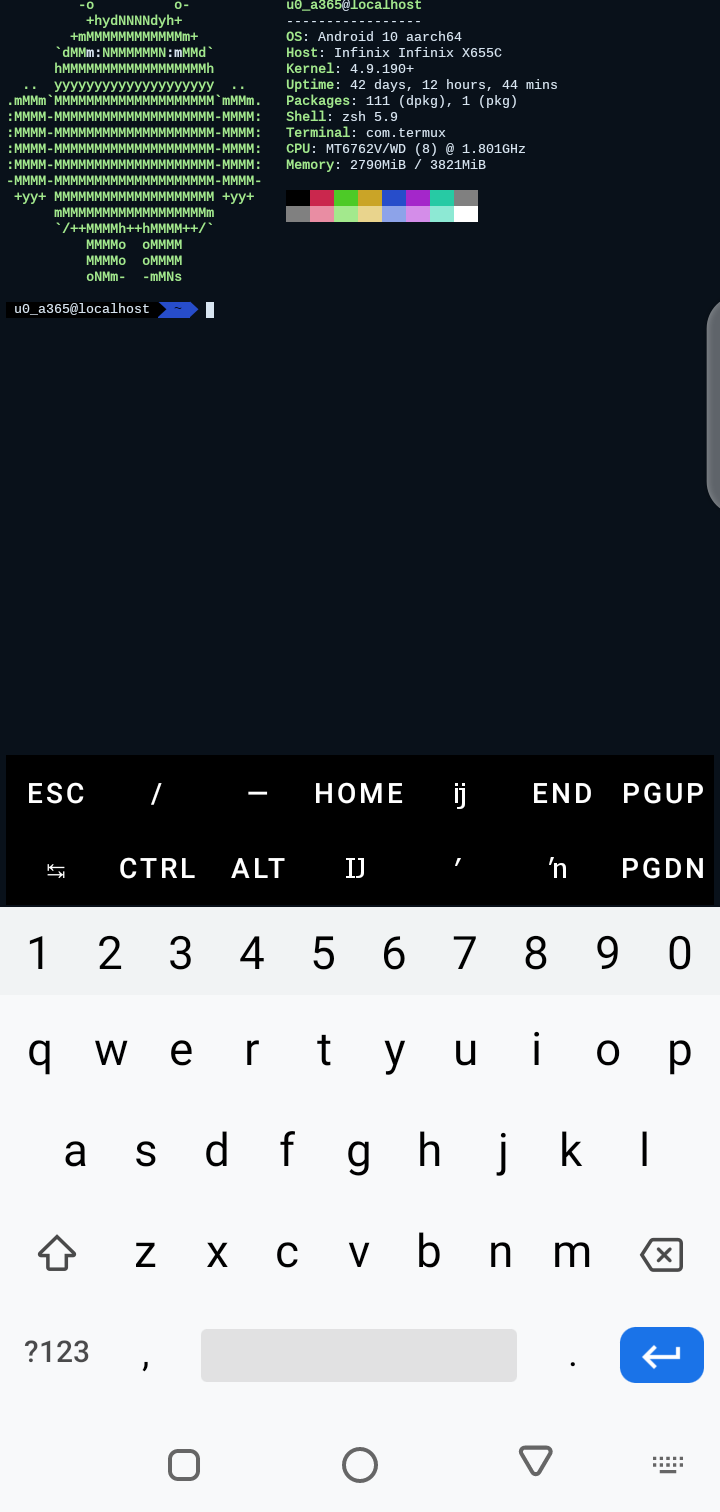 -o          o-
u0_a365@localhost
+hydNNNNdyh+
-----------------
+mMMMMMMMMMMMMm+
OS: Android 10 aarch64
`dMMm:NMMMMMMN:mMMd`
Host: Infinix Infinix X655C
hMMMMMMMMMMMMMMMMMMh
Kernel: 4.9.190+
..  yyyyyyyyyyyyyyyyyyyy  ..
Uptime: 42 days, 12 hours, 44 mins
.mMMm`MMMMMMMMMMMMMMMMMMMM`mMMm.
Packages: 111 (dpkg), 1 (pkg)
:MMMM-MMMMMMMMMMMMMMMMMMMM-MMMM:
Shell: zsh 5.9
:MMMM-MMMMMMMMMMMMMMMMMMMM-MMMM:
Terminal: com.termux
:MMMM-MMMMMMMMMMMMMMMMMMMM-MMMM:
CPU: MT6762V/WD (8) @ 1.801GHz
:MMMM-MMMMMMMMMMMMMMMMMMMM-MMMM:
Memory: 2790MiB / 3821MiB
-MMMM-MMMMMMMMMMMMMMMMMMMM-MMMM-
+yy+ MMMMMMMMMMMMMMMMMMMM +yy+
mMMMMMMMMMMMMMMMMMMm
`/++MMMMh++hMMMM++/`
MMMMo  oMMMM
MMMMo  oMMMM
oNMm-  -mMNs
u0_a365@localhost ~
ESC / — HOME ĳ END PGUP
↹ CTRL ALT Ĳ ′ ŉ PGDN
1 2 3 4 5 6 7 8 9 0
q w e r t y u i o p
a s d f g h j k l
z x c v b n m
?123 , .